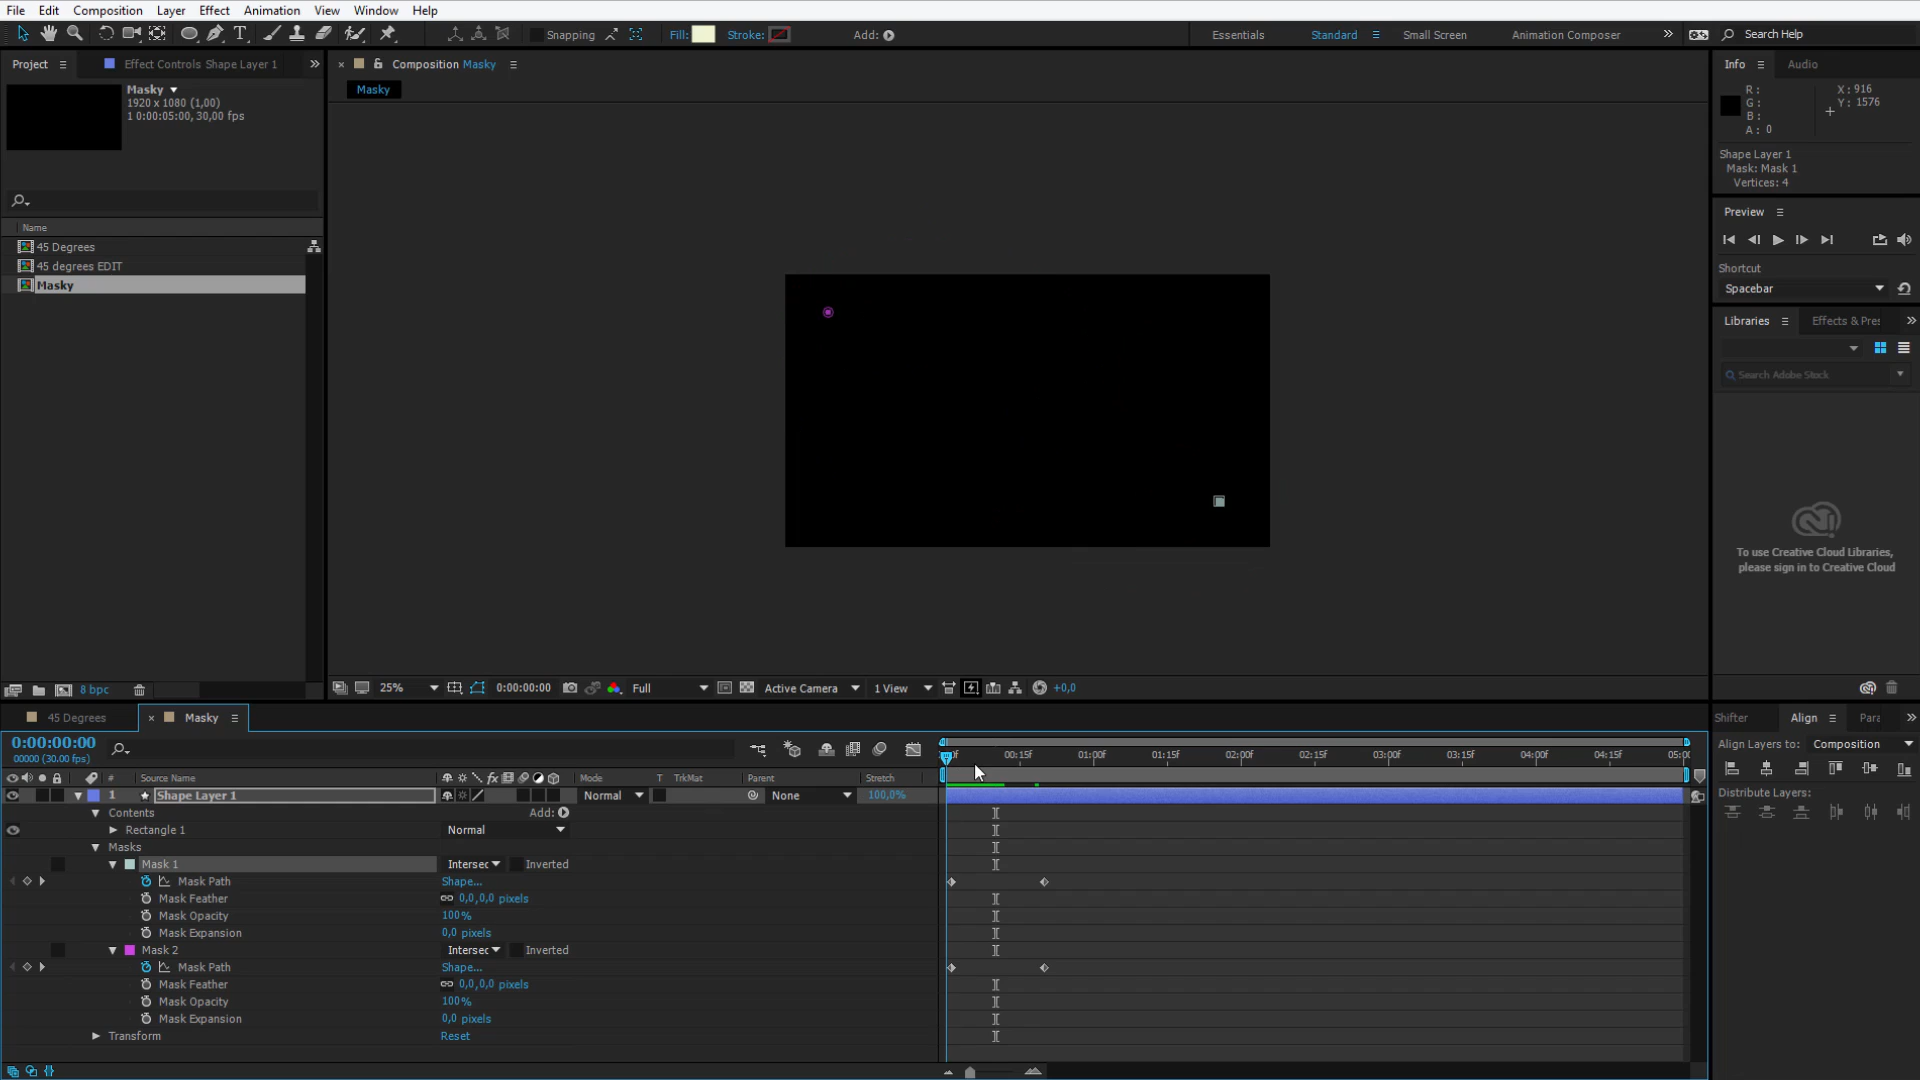 File Edit Composition Layer Effect Animation View Window Help
Snapping Fill: Stroke: Add: Essentials Standard Small Screen Animation Composer Search Help
Project Effect Controls Shape Layer 1
Masky
1920 x 1080 (1,00)
1 0:00:05:00, 30,00 fps
Name
45 Degrees
45 degrees EDIT
Masky
8 bpc
Composition Masky
Masky
25% 0:00:00:00 Full Active Camera 1 View +0,0
Info Audio
R: X: 916
G: Y: 1576
B:
A: 0
Shape Layer 1
Mask: Mask 1
Vertices: 4
Preview
Shortcut
Spacebar
Libraries Effects & Pres
Search Adobe Stock
To use Creative Cloud Libraries,
please sign in to Creative Cloud
45 Degrees Masky
0:00:00:00
00000 (30.00 fps)
00:15f 01:00f 01:15f 02:00f 02:15f 03:00f 03:15f 04:00f 04:15f 05:00
# Source Name Mode T TrkMat Parent Stretch
1 Shape Layer 1 Normal None 100,0%
Contents Add:
Rectangle 1 Normal
Masks
Mask 1 Intersec Inverted
Mask Path Shape...
Mask Feather 0,0,0,0 pixels
Mask Opacity 100%
Mask Expansion 0,0 pixels
Mask 2 Intersec Inverted
Mask Path Shape...
Mask Feather 0,0,0,0 pixels
Mask Opacity 100%
Mask Expansion 0,0 pixels
Transform Reset
Shifter Align Para
Align Layers to: Composition
Distribute Layers: